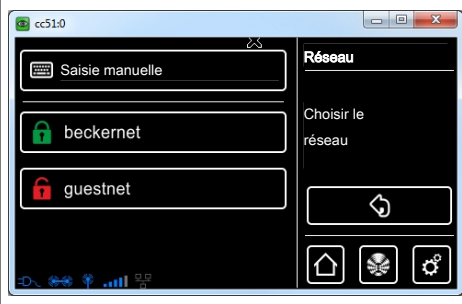 cc51:0
Saisie manuelle
beckernet
guestnet
Réseau
Choisir le
réseau